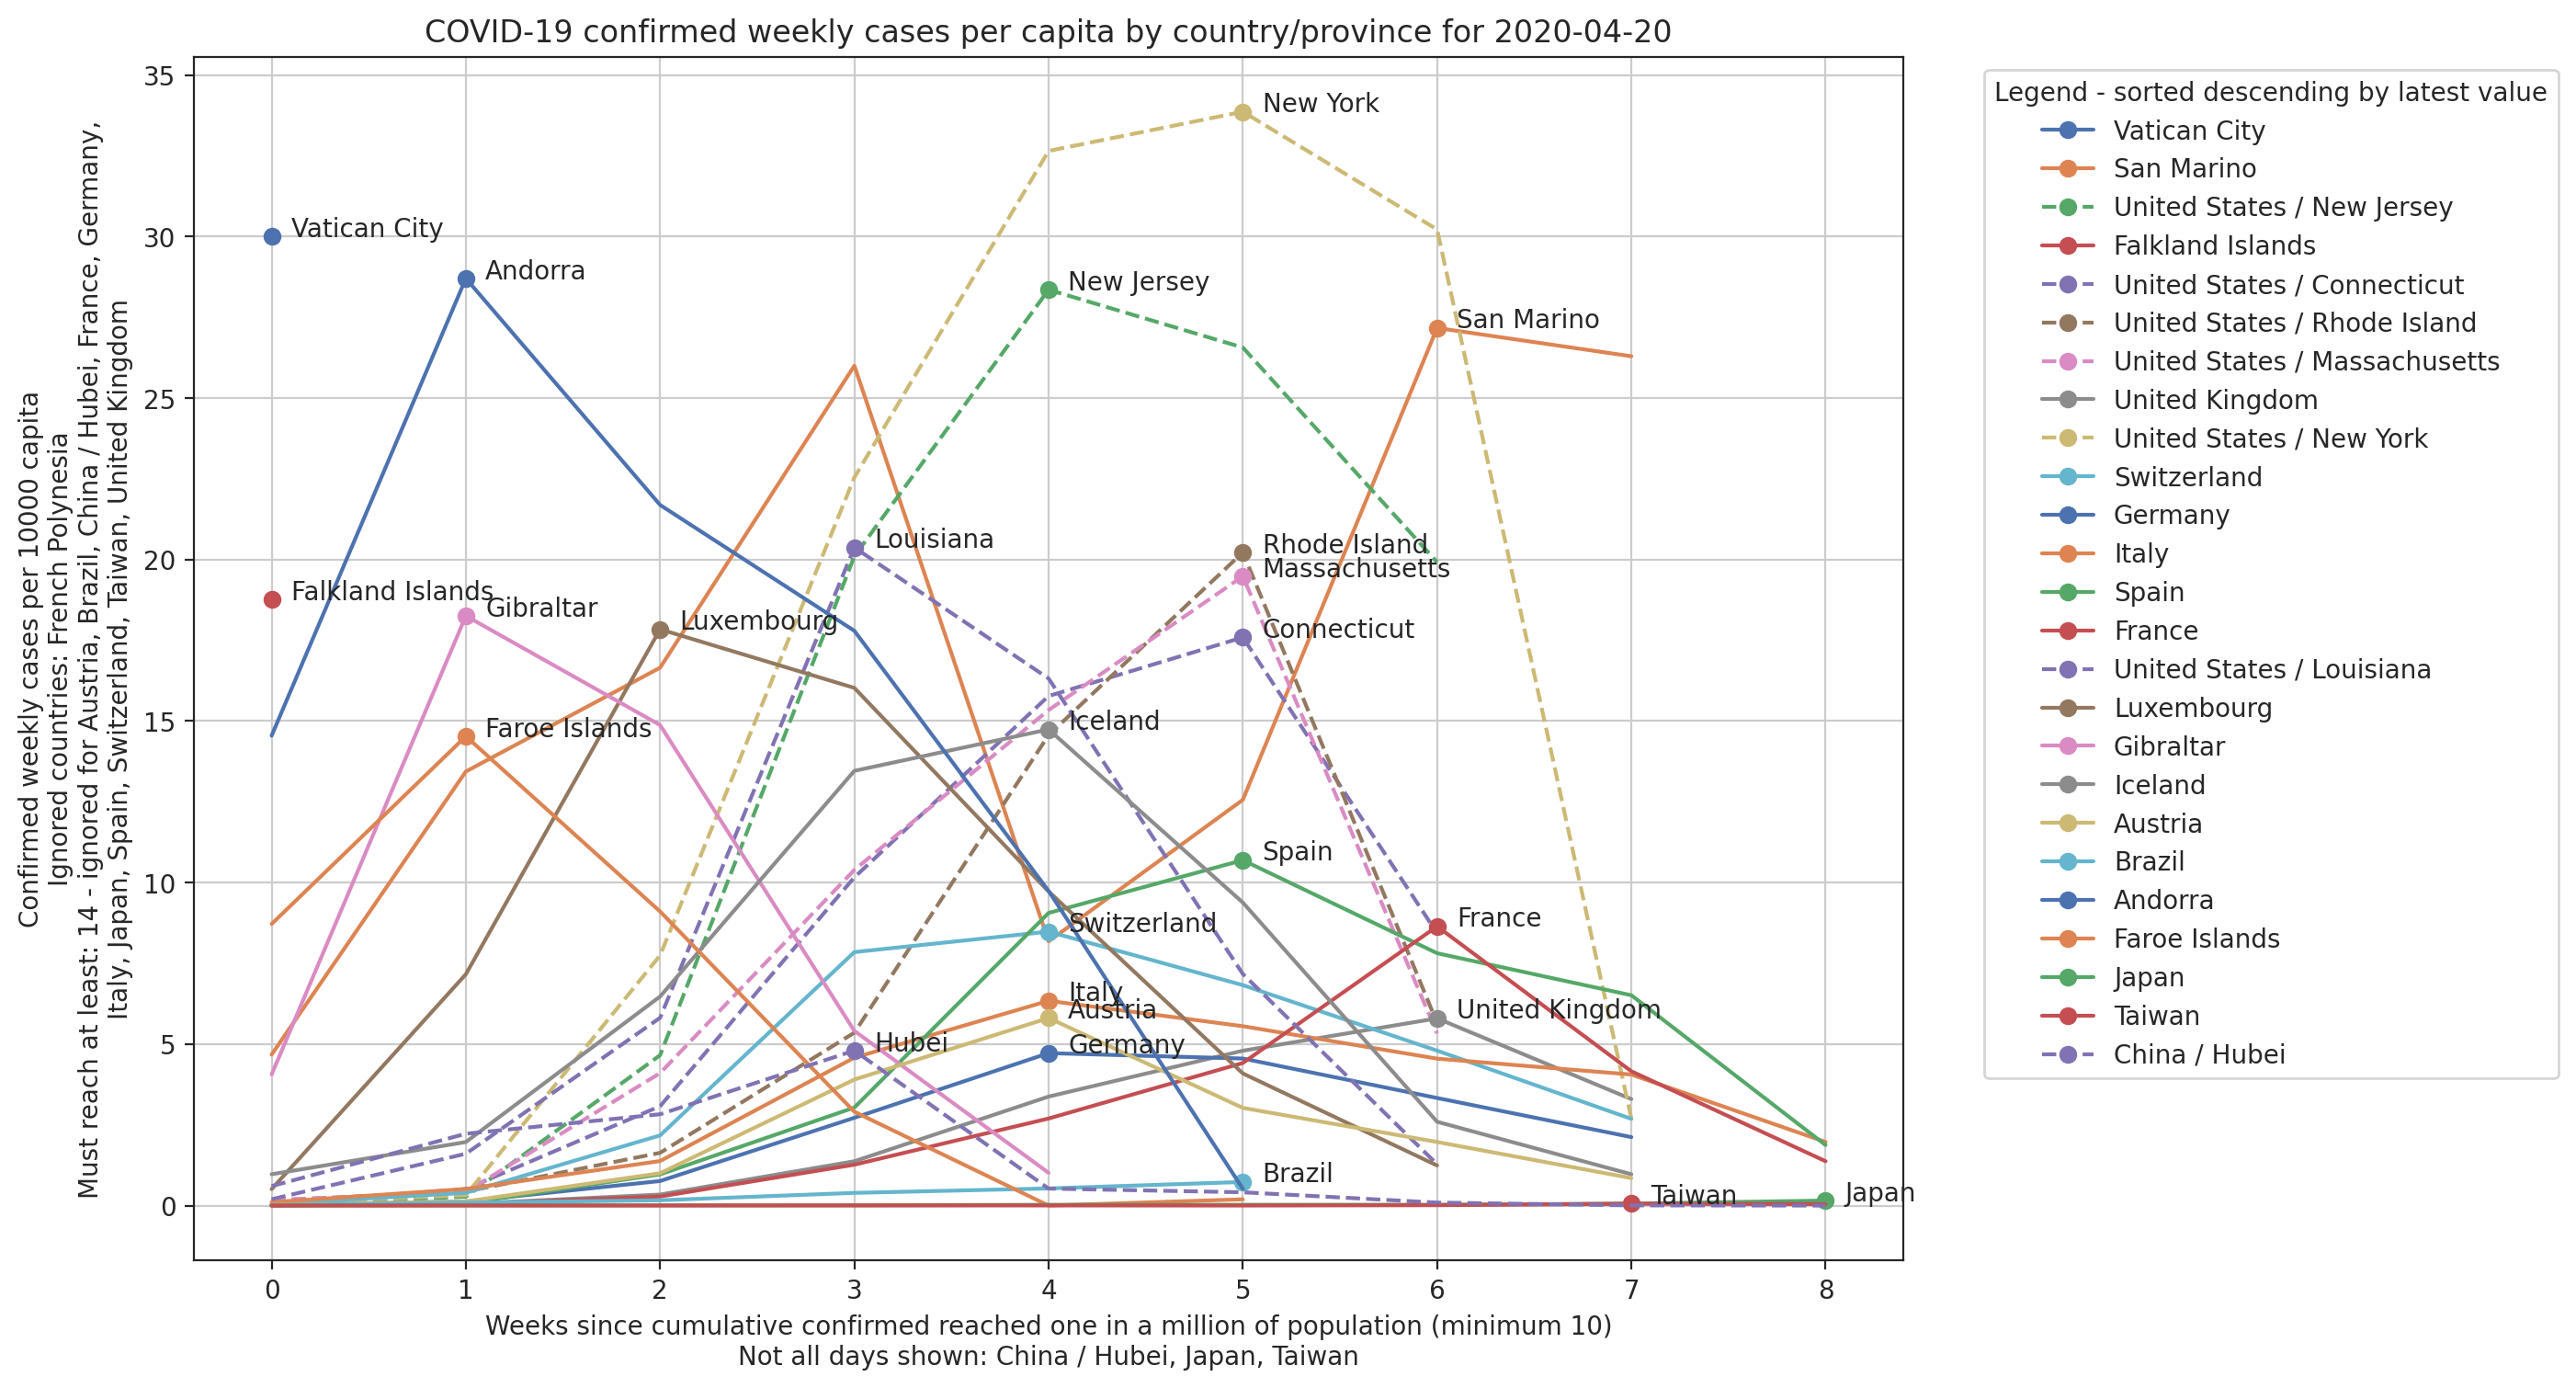 COVID-19 confirmed weekly cases per capita by country/province for 2020-04-20
Confirmed weekly cases per 10000 capita
Ignored countries: French Polynesia
Must reach at least: 14 - ignored for Austria, Brazil, China / Hubei, France, Germany,
Italy, Japan, Spain, Switzerland, Taiwan, United Kingdom
35
30
25
20
15
10
5
0
New York
Vatican City
Andorra
New Jersey
San Marino
Louisiana
Rhode Island
Massachusetts
Falkland Islands
Gibraltar
Luxembourg
Connecticut
Faroe Islands
Iceland
Spain
Switzerland
France
Italy
Austria
United Kingdom
Hubei
Germany
Brazil
Taiwan
Japan
0 1 2 3 4 5 6 7 8
Weeks since cumulative confirmed reached one in a million of population (minimum 10)
Not all days shown: China / Hubei, Japan, Taiwan
Legend - sorted descending by latest value
Vatican City
San Marino
United States / New Jersey
Falkland Islands
United States / Connecticut
United States / Rhode Island
United States / Massachusetts
United Kingdom
United States / New York
Switzerland
Germany
Italy
Spain
France
United States / Louisiana
Luxembourg
Gibraltar
Iceland
Austria
Brazil
Andorra
Faroe Islands
Japan
Taiwan
China / Hubei